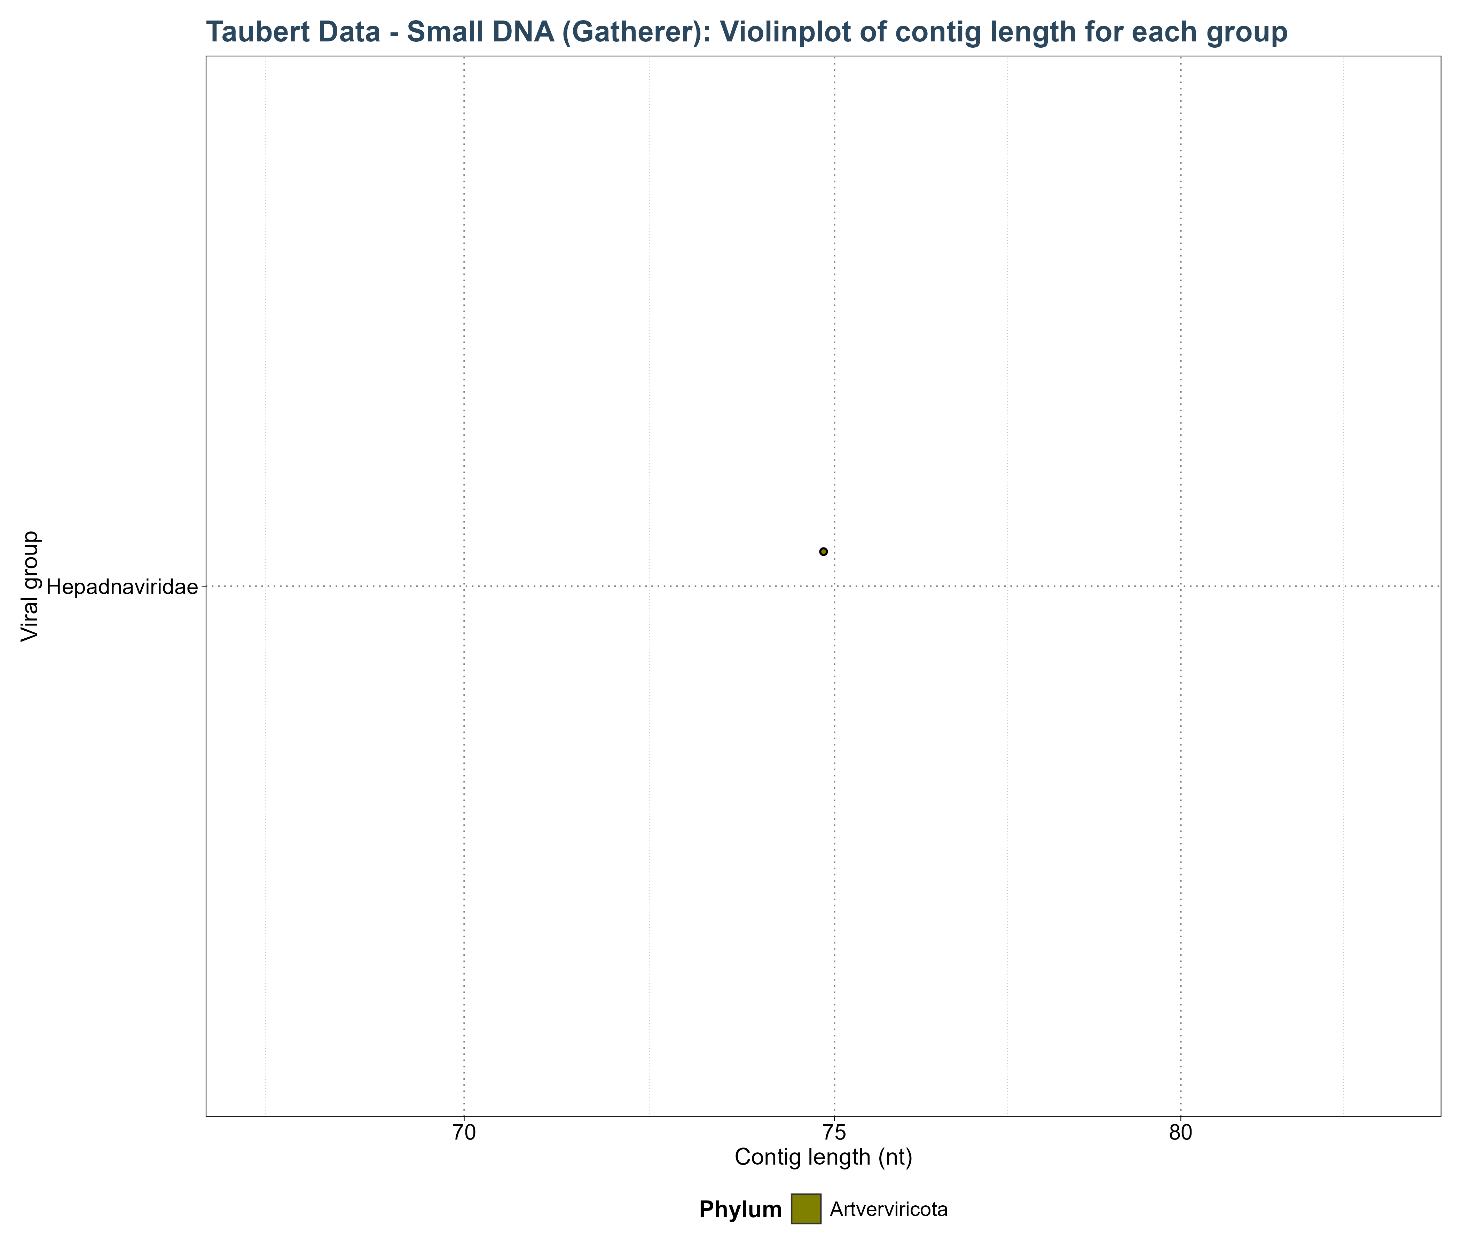 Taubert Data - Small DNA (Gatherer): Violinplot of contig length for each group
Viral group
Hepadnaviridae
70 75 80
Contig length (nt)
Phylum Artverviricota